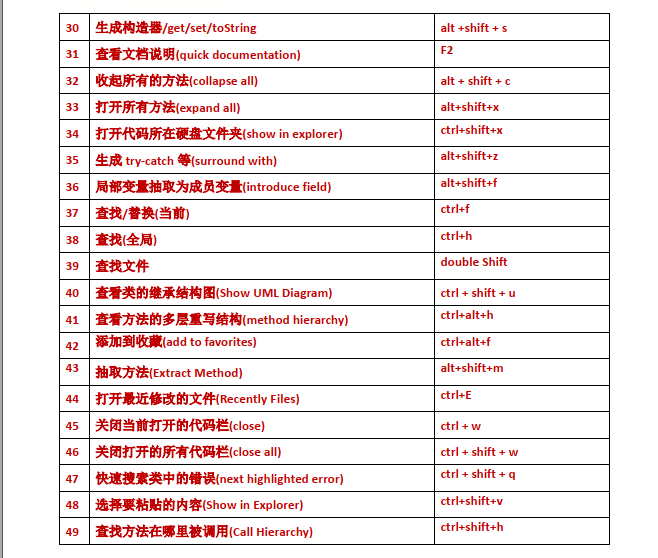 30 生成构造器/get/set/toString alt +shift + s
31 查看文档说明(quick documentation) F2
32 收起所有的方法(collapse all) alt + shift + c
33 打开所有方法(expand all) alt+shift+x
34 打开代码所在硬盘文件夹(show in explorer) ctrl+shift+x
35 生成 try-catch 等(surround with) alt+shift+z
36 局部变量抽取为成员变量(introduce field) alt+shift+f
37 查找/替换(当前) ctrl+f
38 查找(全局) ctrl+h
39 查找文件 double Shift
40 查看类的继承结构图(Show UML Diagram) ctrl + shift + u
41 查看方法的多层重写结构(method hierarchy) ctrl+alt+h
42 添加到收藏(add to favorites) ctrl+alt+f
43 抽取方法(Extract Method) alt+shift+m
44 打开最近修改的文件(Recently Files) ctrl+E
45 关闭当前打开的代码栏(close) ctrl + w
46 关闭打开的所有代码栏(close all) ctrl + shift + w
47 快速搜索类中的错误(next highlighted error) ctrl + shift + q
48 选择要粘贴的内容(Show in Explorer) ctrl+shift+v
49 查找方法在哪里被调用(Call Hierarchy) ctrl+shift+h